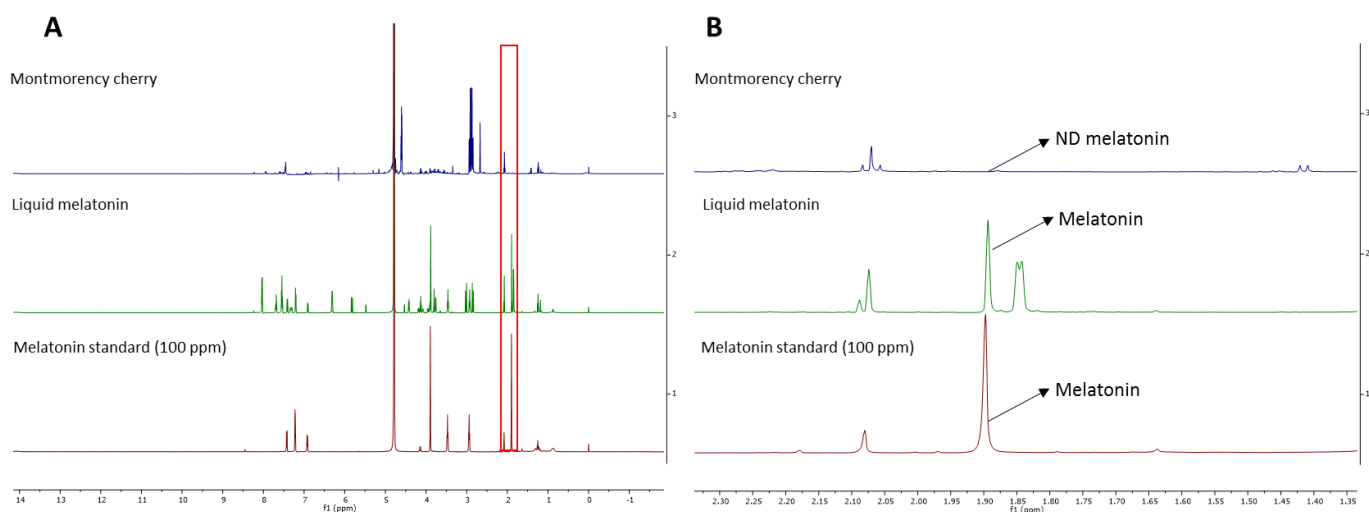 A
Montmorency cherry
3
Liquid melatonin
2
Melatonin standard (100 ppm)
1
14 13 12 11 10 9 8 7 6 5 4 3 2 1 0 -1
f1 (ppm)
B
Montmorency cherry
3
ND melatonin
Liquid melatonin
Melatonin
2
Melatonin standard (100 ppm)
Melatonin
1
2.30 2.25 2.20 2.15 2.10 2.05 2.00 1.95 1.90 1.85 1.80 1.75 1.70 1.65 1.60 1.55 1.50 1.45 1.40 1.35
f1 (ppm)